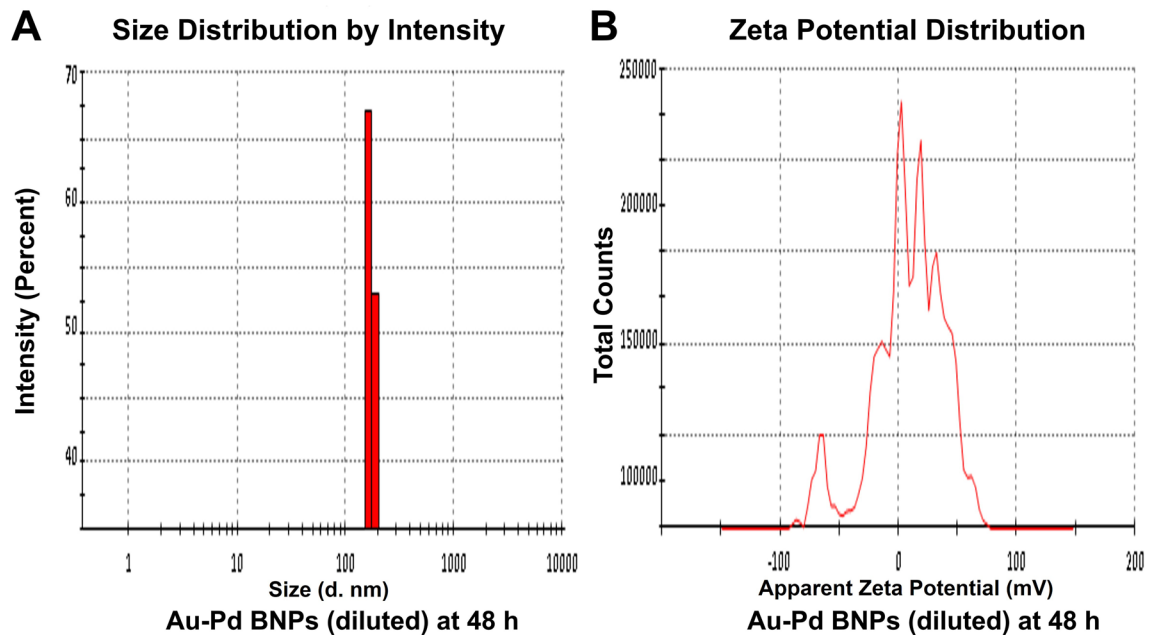 A
Size Distribution by Intensity
Intensity (Percent)
70
60
50
40
1 10 100 1000 10000
Size (d. nm)
Au-Pd BNPs (diluted) at 48 h
B
Zeta Potential Distribution
Total Counts
250000
200000
150000
100000
-100 0 100 200
Apparent Zeta Potential (mV)
Au-Pd BNPs (diluted) at 48 h